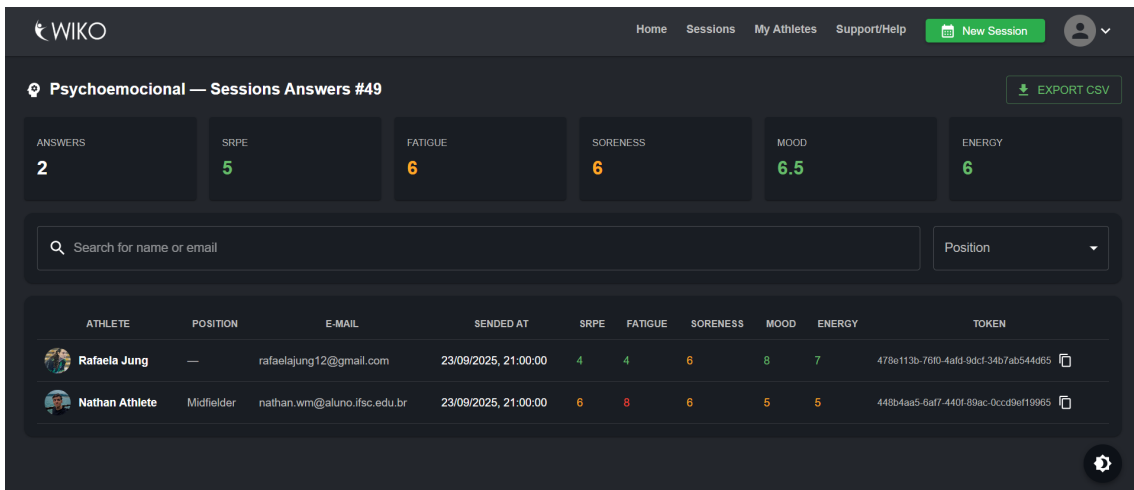 WIKO Home Sessions My Athletes Support/Help New Session
Psychoemocional — Sessions Answers #49 EXPORT CSV
ANSWERS SRPE FATIGUE SORENESS MOOD ENERGY
2 5 6 6 6.5 6
Search for name or email Position
ATHLETE POSITION E-MAIL SENDED AT SRPE FATIGUE SORENESS MOOD ENERGY TOKEN
Rafaela Jung — rafaelajung12@gmail.com 23/09/2025, 21:00:00 4 4 6 8 7 478e113b-76f0-4afd-9dcf-34b7ab544d65
Nathan Athlete Midfielder nathan.wm@aluno.ifsc.edu.br 23/09/2025, 21:00:00 6 8 6 5 5 448b4aa5-6af7-440f-89ac-0ccd9ef19965